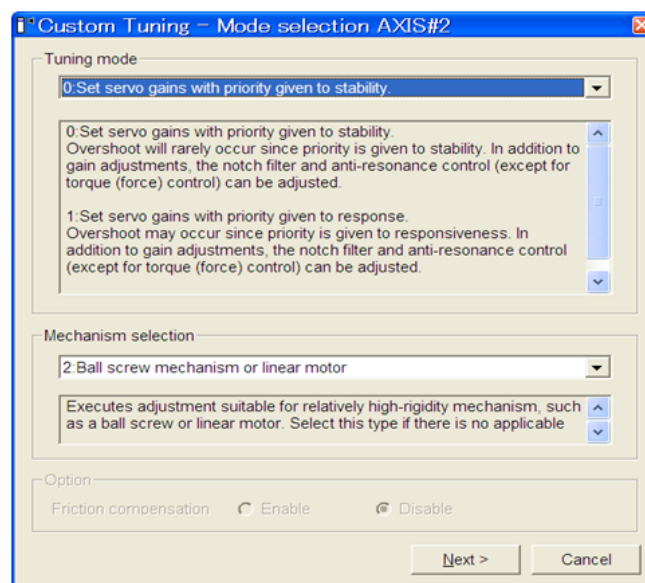 Custom Tuning - Mode selection AXIS#2
Tuning mode
0:Set servo gains with priority given to stability.
0:Set servo gains with priority given to stability.
Overshoot will rarely occur since priority is given to stability. In addition to
gain adjustments, the notch filter and anti-resonance control (except for
torque (force) control) can be adjusted.
1:Set servo gains with priority given to response.
Overshoot may occur since priority is given to responsiveness. In
addition to gain adjustments, the notch filter and anti-resonance control
(except for torque (force) control) can be adjusted.
Mechanism selection
2:Ball screw mechanism or linear motor
Executes adjustment suitable for relatively high-rigidity mechanism, such
as a ball screw or linear motor. Select this type if there is no applicable
Option
Friction compensation Enable Disable
Next > Cancel